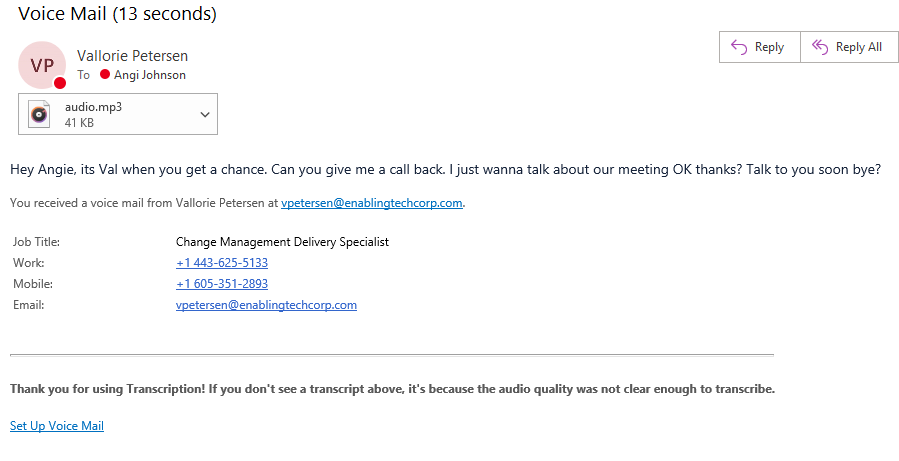 Voice Mail (13 seconds)
VP
Vallorie Petersen
To Angi Johnson
Reply
Reply All
audio.mp3
41 KB
Hey Angie, its Val when you get a chance. Can you give me a call back. I just wanna talk about our meeting OK thanks? Talk to you soon bye?
You received a voice mail from Vallorie Petersen at vpetersen@enablingtechcorp.com.
Job Title: Change Management Delivery Specialist
Work: +1 443-625-5133
Mobile: +1 605-351-2893
Email: vpetersen@enablingtechcorp.com
Thank you for using Transcription! If you don't see a transcript above, it's because the audio quality was not clear enough to transcribe.
Set Up Voice Mail